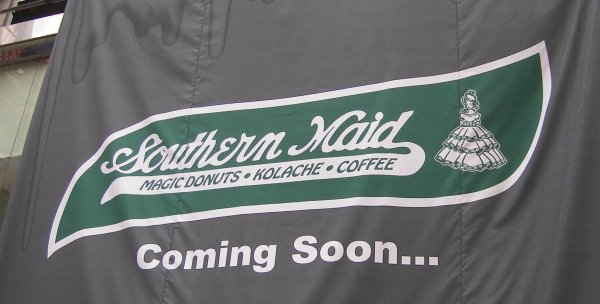 Southern Maid
MAGIC DONUTS • KOLACHE • COFFEE
Coming Soon...